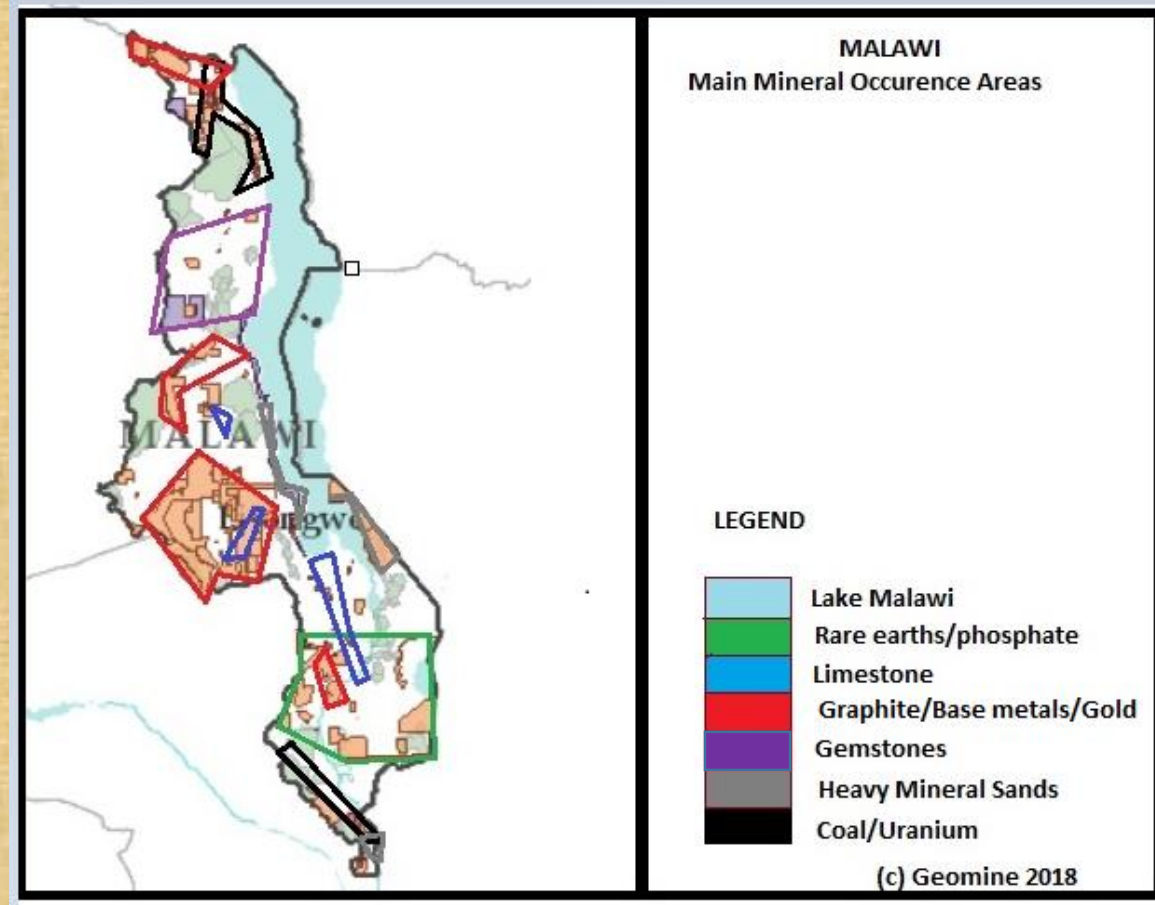 MALAWI
Main Mineral Occurence Areas
MALAWI
LEGEND
Lake Malawi
Rare earths/phosphate
Limestone
Graphite/Base metals/Gold
Gemstones
Heavy Mineral Sands
Coal/Uranium
(c) Geomine 2018